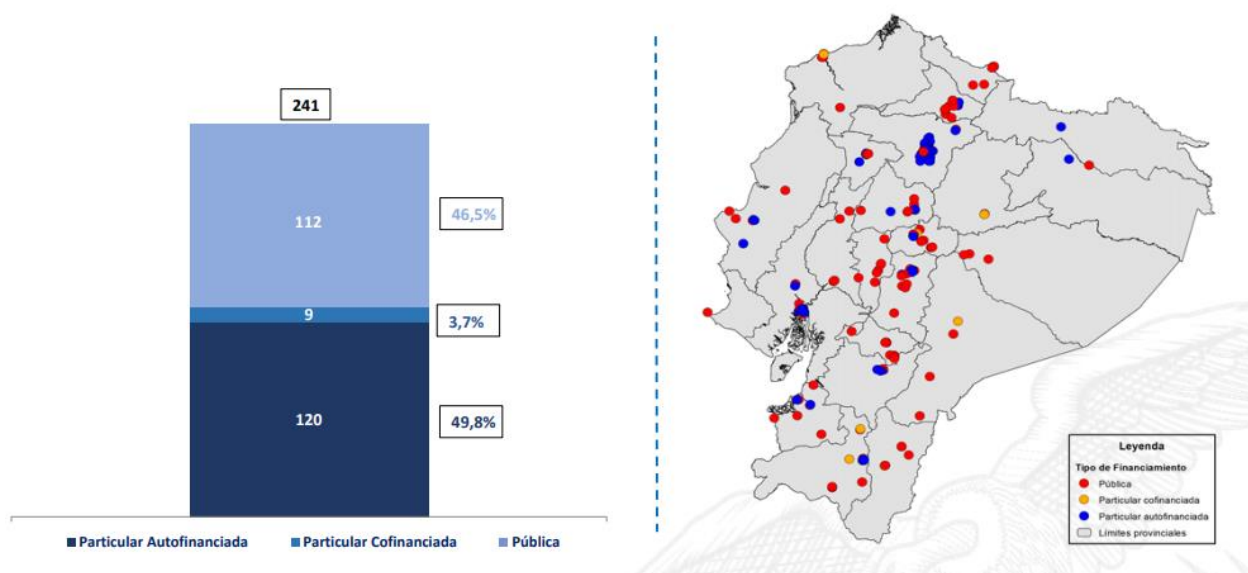 241
112
46,5%
9
3,7%
120
49,8%
Particular Autofinanciada
Particular Cofinanciada
Pública
Leyenda
Tipo de Financiamiento
Pública
Particular cofinanciada
Particular autofinanciada
Límites provinciales